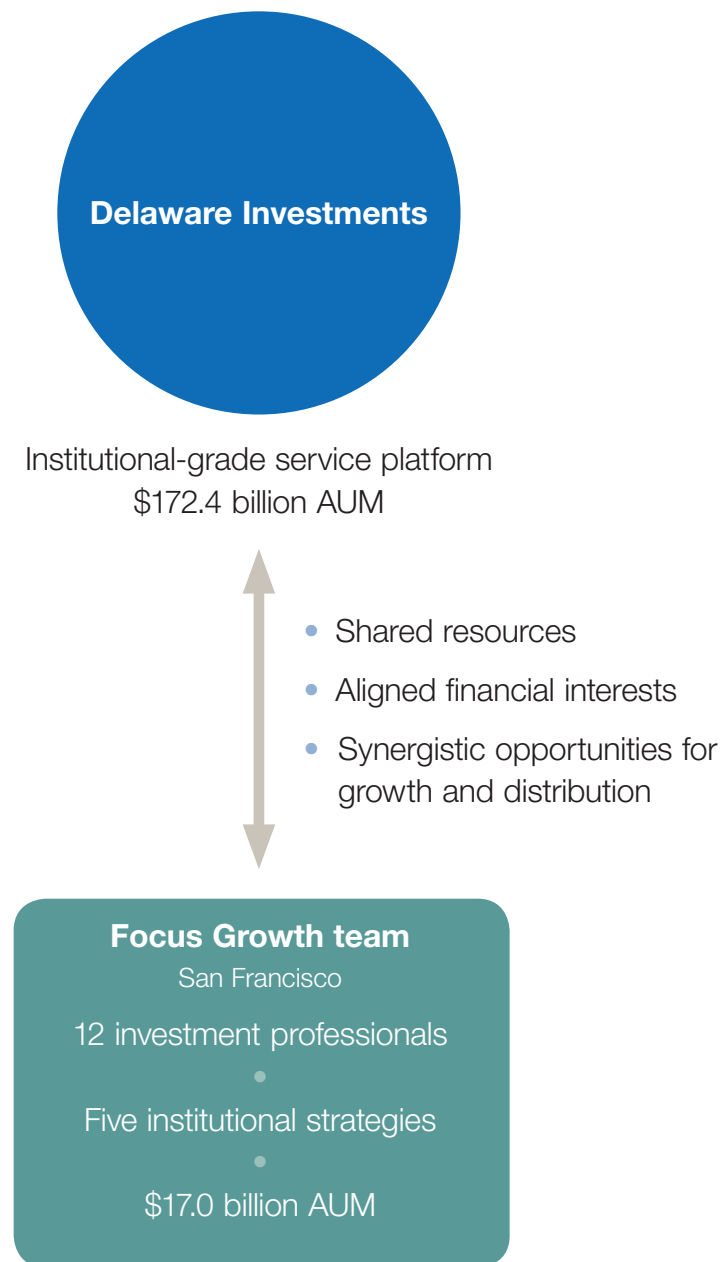 Delaware Investments
Institutional-grade service platform
$172.4 billion AUM
• Shared resources
• Aligned financial interests
• Synergistic opportunities for
growth and distribution
Focus Growth team
San Francisco
12 investment professionals
•
Five institutional strategies
•
$17.0 billion AUM